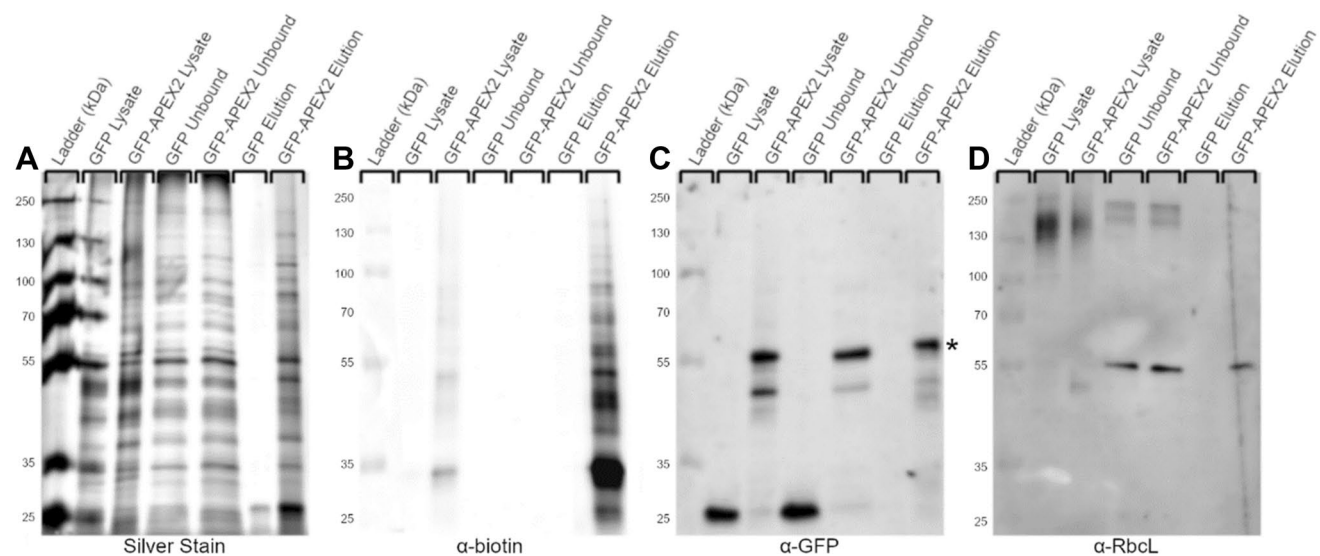 A
Ladder (kDa)
GFP Lysate
GFP-APEX2 Lysate
GFP Unbound
GFP-APEX2 Unbound
GFP Elution
GFP-APEX2 Elution
250
130
100
70
55
35
25
Silver Stain
B
Ladder (kDa)
GFP Lysate
GFP-APEX2 Lysate
GFP Unbound
GFP-APEX2 Unbound
GFP Elution
GFP-APEX2 Elution
250
130
100
70
55
35
25
α-biotin
C
Ladder (kDa)
GFP Lysate
GFP-APEX2 Lysate
GFP Unbound
GFP-APEX2 Unbound
GFP Elution
GFP-APEX2 Elution
250
130
100
70
55
35
25
*
α-GFP
D
Ladder (kDa)
GFP Lysate
GFP-APEX2 Lysate
GFP Unbound
GFP-APEX2 Unbound
GFP Elution
GFP-APEX2 Elution
250
130
100
70
55
35
25
α-RbcL